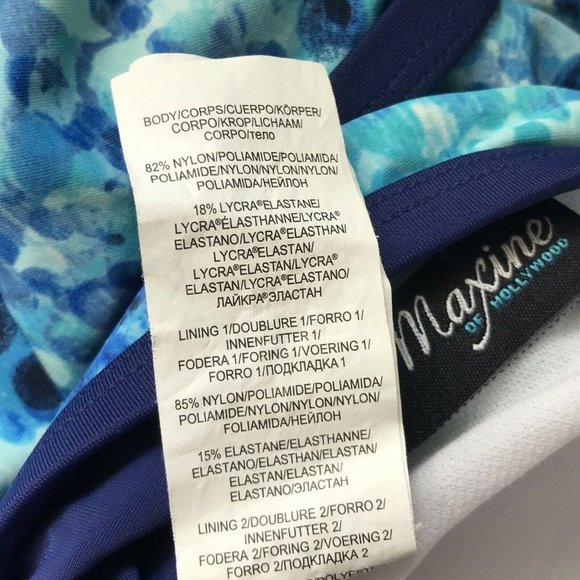 BODY/CORPS/CUERPO/KÖRPER/
CORPO/KROP/LICHAAM/
CORPO/тело
82% NYLON/POLIAMIDE/POLIAMIDA/
POLIAMIDE/NYLON/NYLON/NYLON/
POLIAMIDA/НЕЙЛОН
18% LYCRA®ELASTANE/
LYCRA®ÉLASTHANNE/LYCRA®
ELASTANO/LYCRA®ELASTHAN/
LYCRA®ELASTAN/
LYCRA®ELASTAN/LYCRA®
ELASTAN/LYCRA®ELASTANO/
ЛАЙКРА®ЭЛАСТАН
LINING 1/DOUBLURE 1/FORRO 1/
INNENFUTTER 1/
FODERA 1/FORING 1/VOERING 1/
FORRO 1/ПОДКЛАДКА 1
85% NYLON/POLIAMIDE/POLIAMIDA/
POLIAMIDE/NYLON/NYLON/NYLON/
FOLIAMIDA/НЕЙЛОН
15% ELASTANE/ELASTHANNE/
ELASTANO/ELASTHAN/ELASTAN/
ELASTAN/ELASTAN/
ELASTANO/ЭЛАСТАН
LINING 2/DOUBLURE 2/FORRO 2/
INNENFUTTER 2/
FODERA 2/FORING 2/VOERING 2/
FORRO 2/ПОДКЛАДКА 2
Maxine
OF HOLLYWOOD